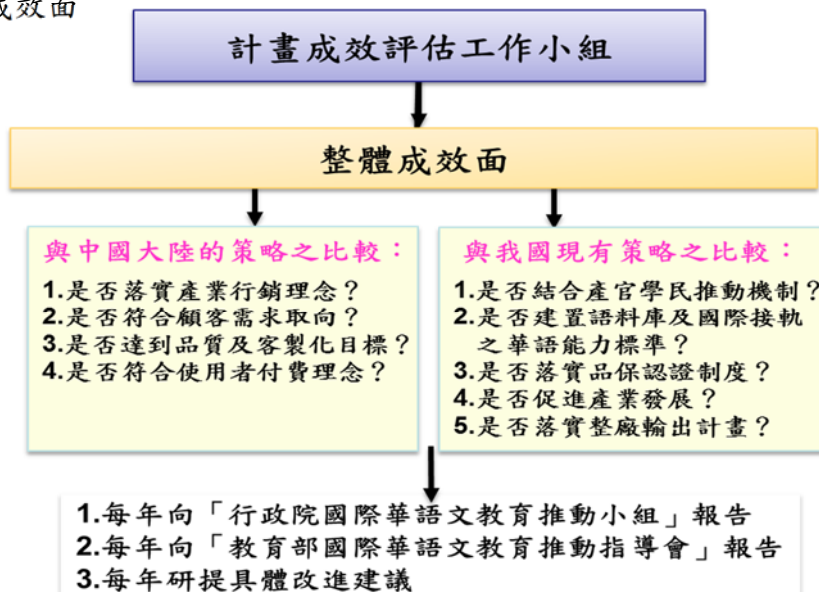 成效面
計畫成效評估工作小組
整體成效面
與中國大陸的策略之比較：
1.是否落實產業行銷理念？
2.是否符合顧客需求取向？
3.是否達到品質及客製化目標？
4.是否符合使用者付費理念？
與我國現有策略之比較：
1.是否結合產官學民推動機制？
2.是否建置語料庫及國際接軌
之華語能力標準？
3.是否落實品保認證制度？
4.是否促進產業發展？
5.是否落實整廠輸出計畫？
1.每年向「行政院國際華語文教育推動小組」報告
2.每年向「教育部國際華語文教育推動指導會」報告
3.每年研提具體改進建議